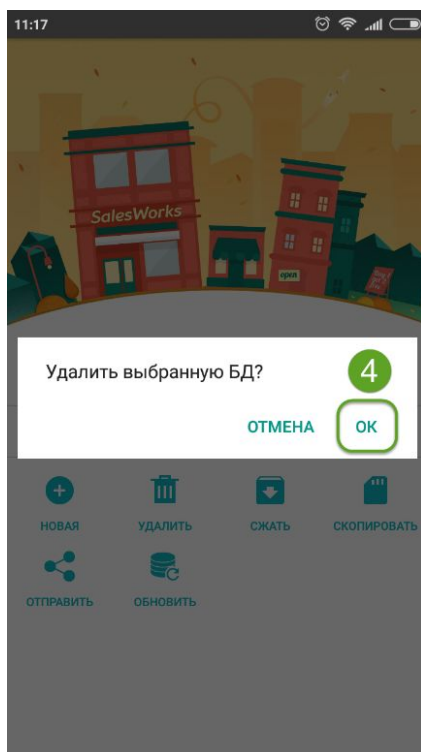 11:17
SalesWorks
open
Удалить выбранную БД?
4
ОТМЕНА
ОК
НОВАЯ
УДАЛИТЬ
СЖАТЬ
СКОПИРОВАТЬ
ОТПРАВИТЬ
ОБНОВИТЬ